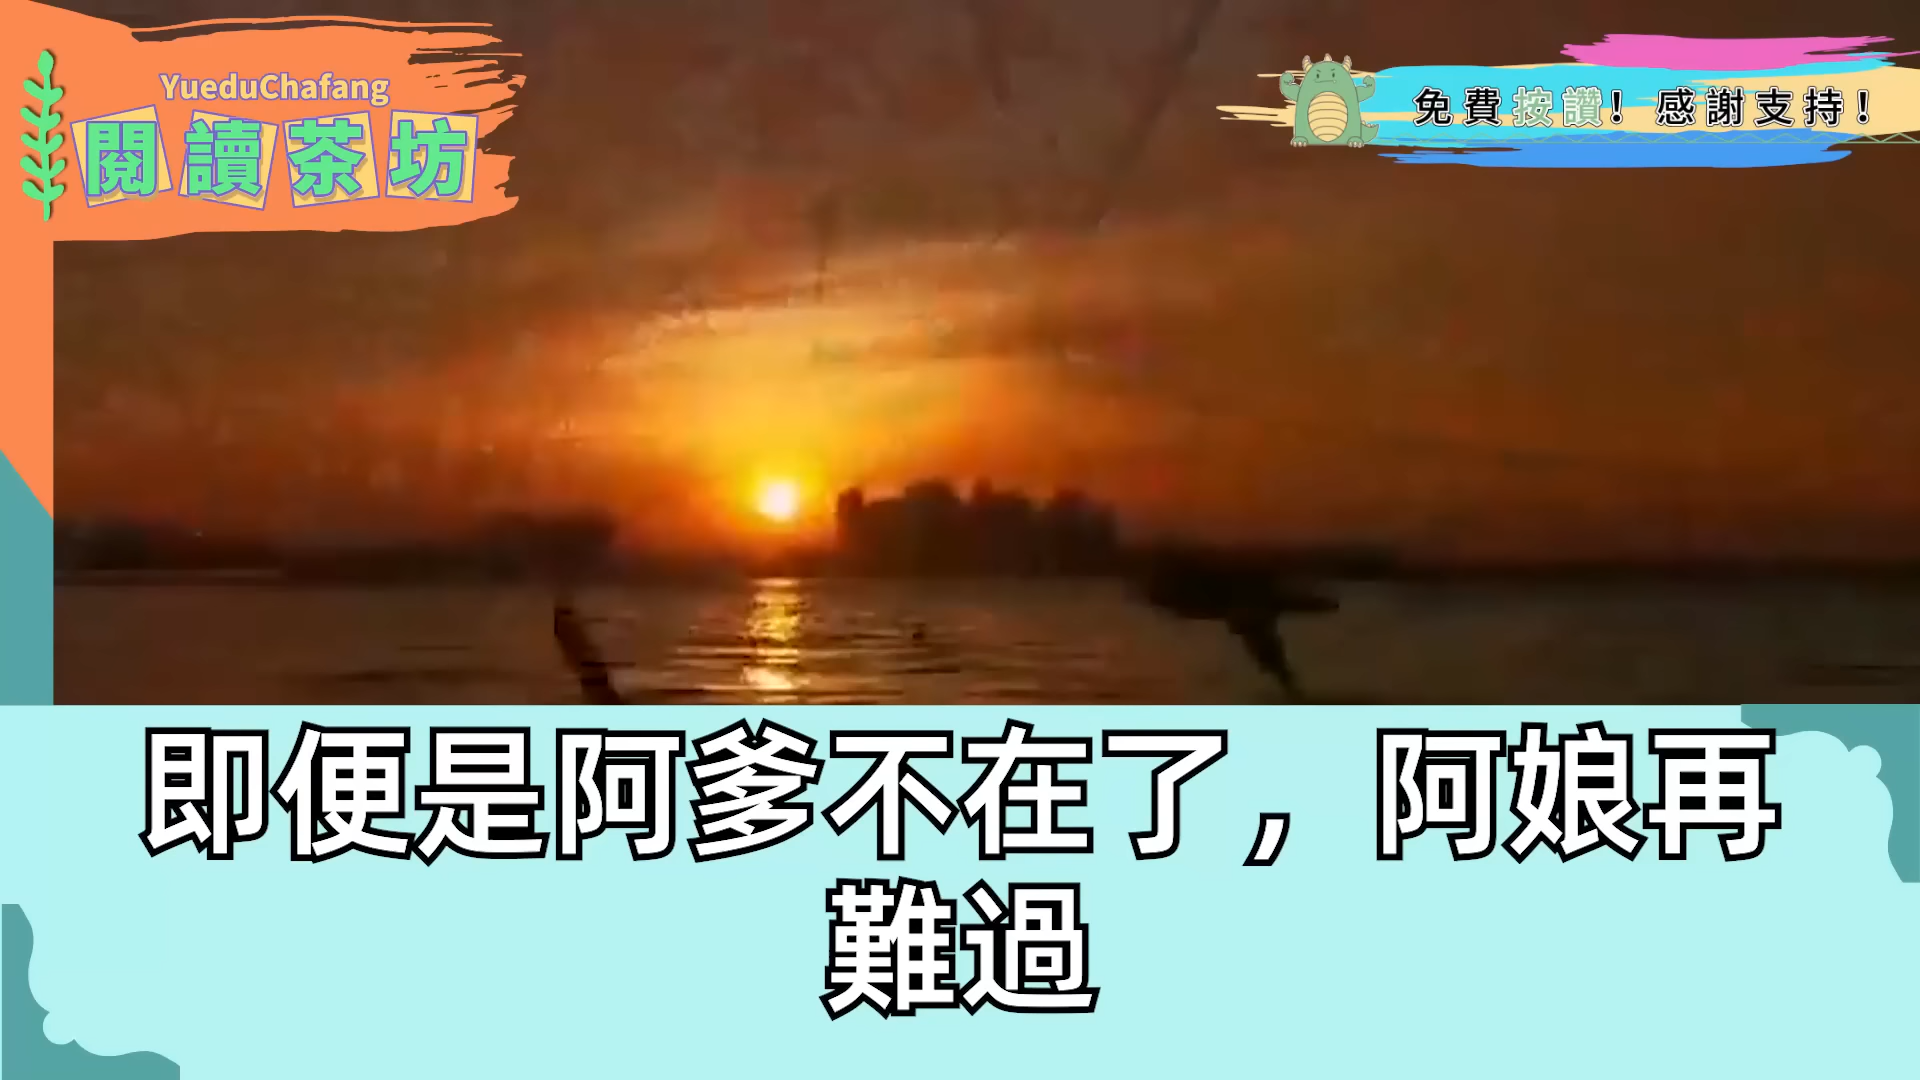 YueduChafang
閱讀茶坊
免費按讚！感謝支持！
即便是阿爹不在了，阿娘再
難過